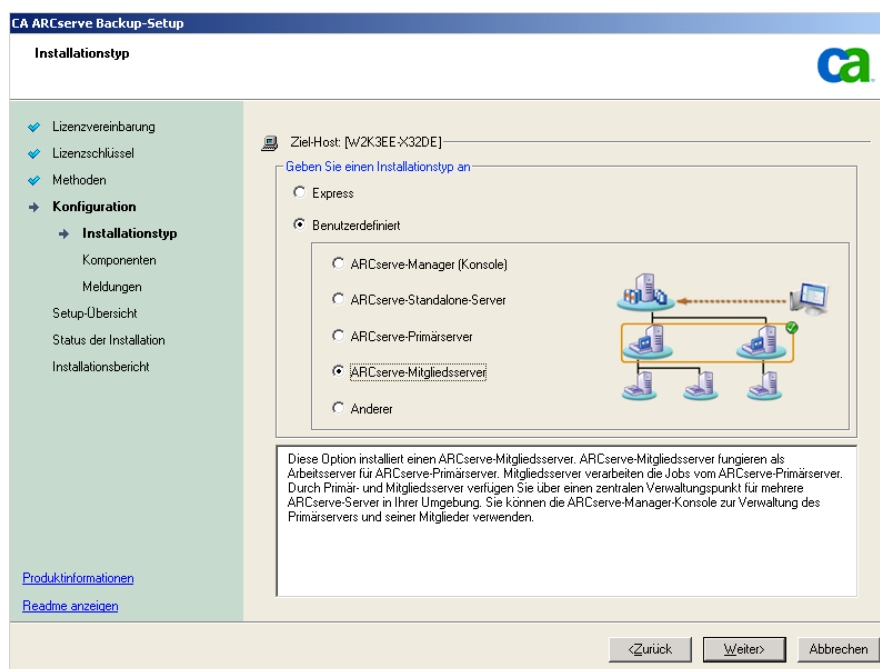 CA ARCserve Backup-Setup
Installationstyp
ca
Lizenzvereinbarung
Lizenzschlüssel
Methoden
Konfiguration
Installationstyp
Komponenten
Meldungen
Setup-Übersicht
Status der Installation
Installationsbericht
Produktinformationen
Readme anzeigen
Ziel-Host: [W2K3EE-X32DE]
Geben Sie einen Installationstyp an
Express
Benutzerdefiniert
ARCserve-Manager (Konsole)
ARCserve-Standalone-Server
ARCserve-Primärserver
ARCserve-Mitgliedsserver
Anderer
Diese Option installiert einen ARCserve-Mitgliedsserver. ARCserve-Mitgliedsserver fungieren als
Arbeitsserver für ARCserve-Primärserver. Mitgliedsserver verarbeiten die Jobs vom ARCserve-Primärserver.
Durch Primär- und Mitgliedsserver verfügen Sie über einen zentralen Verwaltungspunkt für mehrere
ARCserve-Server in Ihrer Umgebung. Sie können die ARCserve-Manager-Konsole zur Verwaltung des
Primärservers und seiner Mitglieder verwenden.
<Zurück
Weiter>
Abbrechen